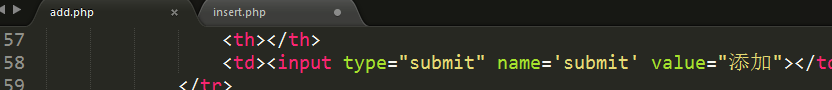 add.php × insert.php
57 <th></th>
58 <td><input type="submit" name='submit' value="添加"></td
59 </tr>